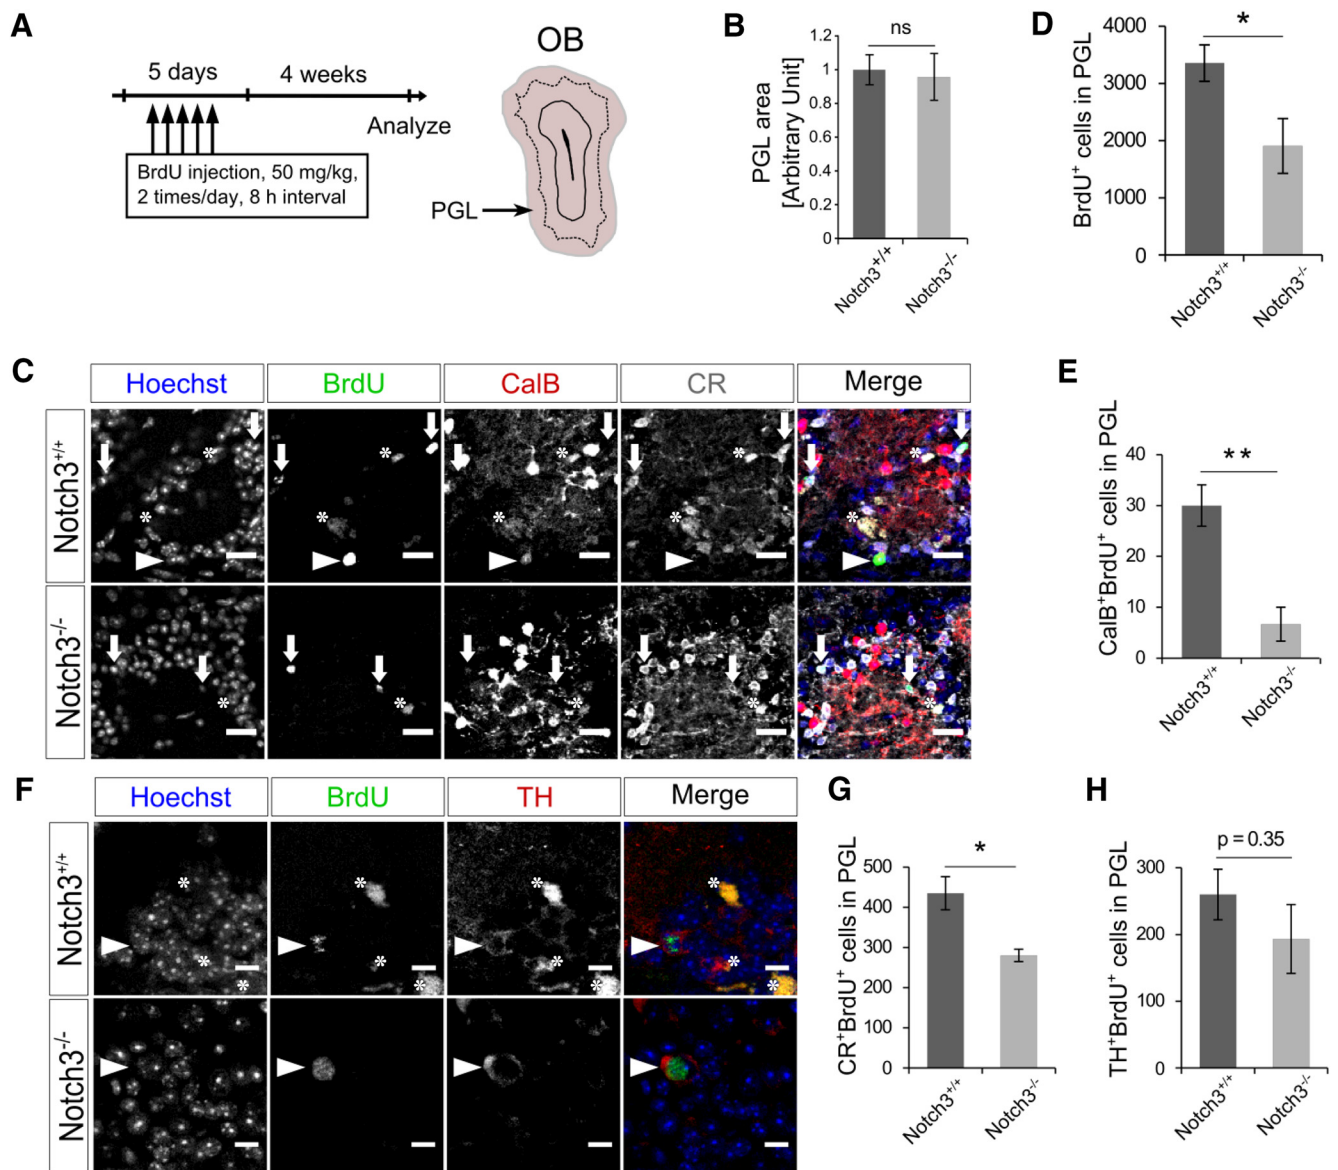 A
5 days
4 weeks
Analyze
BrdU injection, 50 mg/kg,
2 times/day, 8 h interval
OB
PGL
B
ns
PGL area
[Arbitrary Unit]
1.2
1
0.8
0.6
0.4
0.2
0
Notch3+/+
Notch3-/-
D
*
BrdU+ cells in PGL
4000
3000
2000
1000
0
Notch3+/+
Notch3-/-
C
Hoechst
BrdU
CalB
CR
Merge
Notch3+/+
* * * * *
* * * * *
Notch3-/-
* * * * *
E
**
CalB+BrdU+ cells in PGL
40
30
20
10
0
Notch3+/+
Notch3-/-
F
Hoechst
BrdU
TH
Merge
Notch3+/+
* * * *
* * * *
* * * *
Notch3-/-
G
*
CR+BrdU+ cells in PGL
500
400
300
200
100
0
Notch3+/+
Notch3-/-
H
p = 0.35
TH+BrdU+ cells in PGL
300
200
100
0
Notch3+/+
Notch3-/-